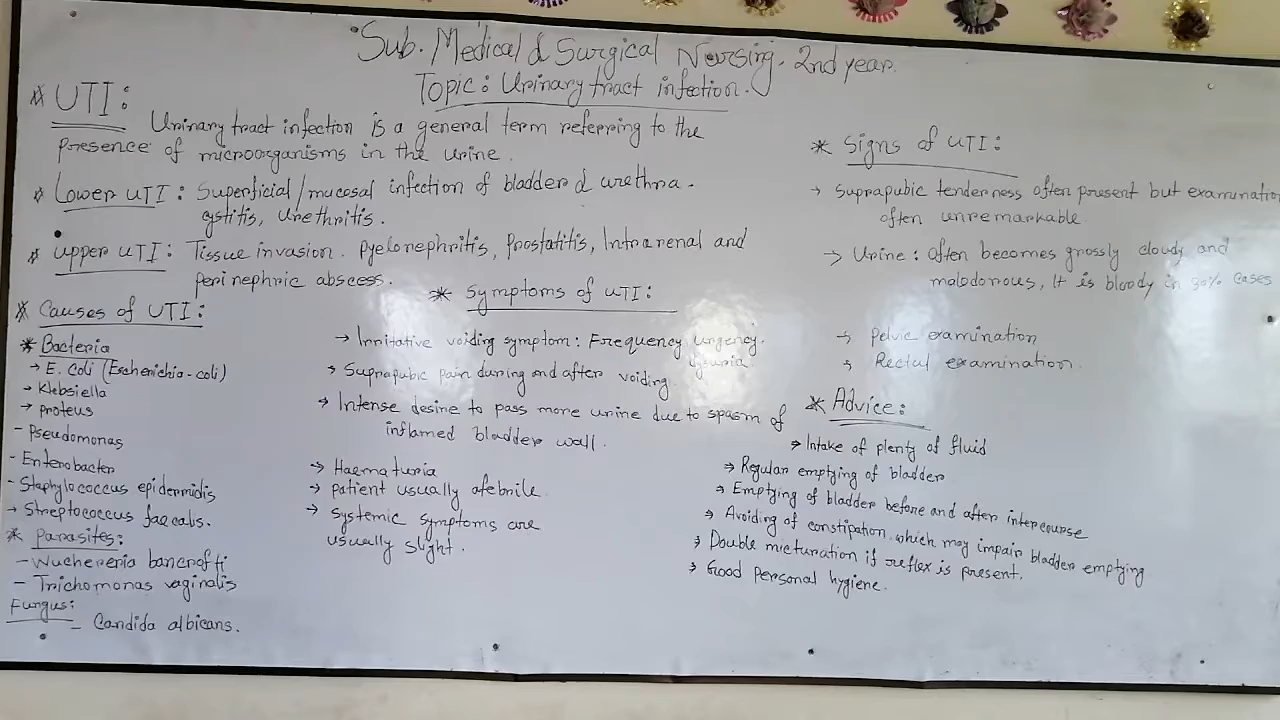 Sub. Medical & Surgical Nursing. 2nd year.
Topic: Urinary tract infection.
* UTI:
Urinary tract infection is a general term referring to the
presence of microorganisms in the urine.
* Lower UTI: Superficial/mucosal infection of bladder & urethra.
cystitis, Urethritis.
* Upper UTI: Tissue invasion. Pyelonephritis, Prostatitis, Intrarenal and
perinephric abscess.
* Causes of UTI:
* Bacteria
→ E. Coli (Escherichia-coli)
→ Klebsiella
→ proteus
- Pseudomonas
- Enterobacter
- Staphylococcus epidermidis
→ Streptococcus faecalis.
* Parasites:
- Wuchereria bancrofti
- Trichomonas vaginalis
Fungus:
- Candida albicans.
* Symptoms of UTI:
→ Irritative voiding symptom: Frequency, urgency,
dysuria
→ Suprapubic pain during and after voiding.
→ Intense desire to pass more urine due to spasm of
inflamed bladder wall.
→ Haematuria
→ patient usually afebrile.
→ systemic symptoms are
usually slight.
* Signs of UTI:
→ Suprapubic tenderness often present but examination
often unremarkable
→ Urine: often becomes grossly cloudy and
malodorous, It is bloody in 30% cases
→ Pelvic examination
→ Rectal examination.
* Advice:
→ Intake of plenty of fluid
→ Regular emptying of bladder
→ Emptying of bladder before and after intercourse
→ Avoiding of constipation which may impair bladder emptying
→ Double micturation if reflex is present.
→ Good personal hygiene.